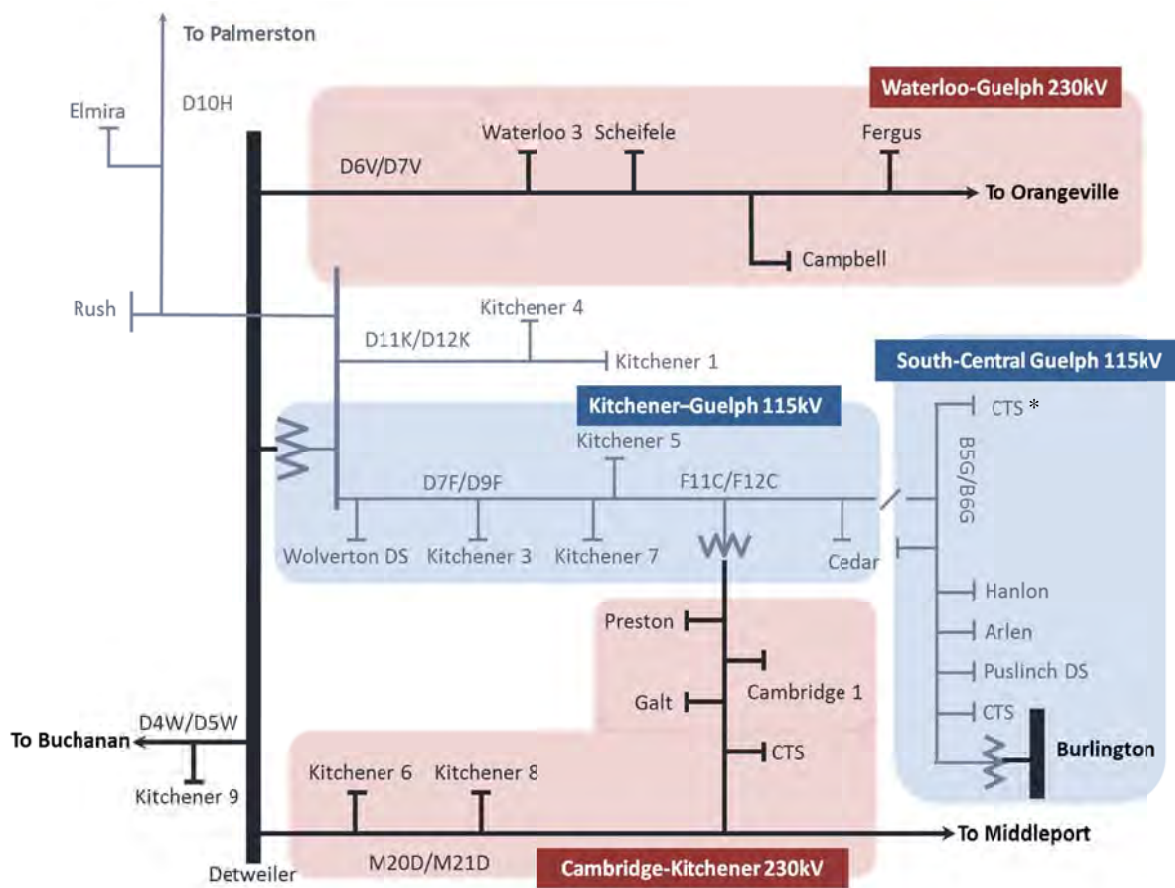 To Palmerston
D10H
Elmira
Waterloo-Guelph 230kV
Waterloo 3
Scheifele
Fergus
D6V/D7V
To Orangeville
Campbell
Rush
Kitchener 4
D11K/D12K
Kitchener 1
South-Central Guelph 115kV
Kitchener–Guelph 115kV
CTS *
Kitchener 5
B5G/B6G
D7F/D9F
F11C/F12C
Wolverton DS
Kitchener 3
Kitchener 7
Cedar
Hanlon
Preston
Arlen
Puslinch DS
Cambridge 1
Galt
CTS
D4W/D5W
To Buchanan
CTS
Burlington
Kitchener 6
Kitchener 8
Kitchener 9
To Middleport
M20D/M21D
Cambridge-Kitchener 230kV
Detweiler